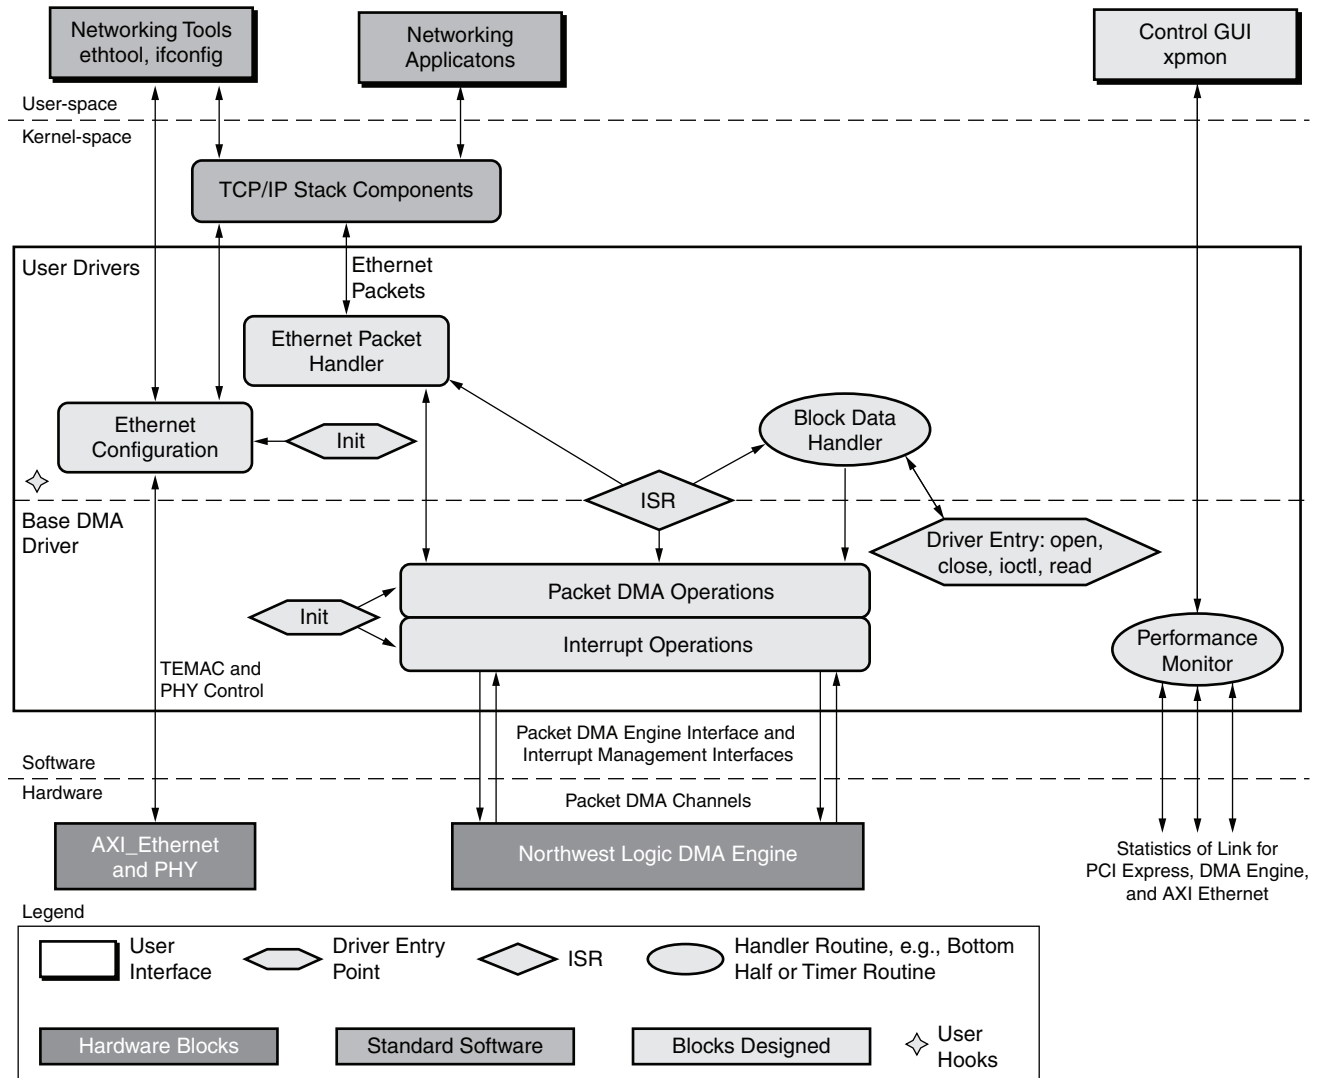 Networking Tools
ethtool, ifconfig
Networking
Applicatons
Control GUI
xpmon
User-space
Kernel-space
TCP/IP Stack Components
User Drivers
Ethernet
Packets
Ethernet Packet
Handler
Ethernet
Configuration
Init
Block Data
Handler
ISR
Base DMA
Driver
Driver Entry: open,
close, ioctl, read
Packet DMA Operations
Init
Interrupt Operations
Performance
Monitor
TEMAC and
PHY Control
Packet DMA Engine Interface and
Interrupt Management Interfaces
Software
Hardware
Packet DMA Channels
AXI_Ethernet
and PHY
Northwest Logic DMA Engine
Statistics of Link for
PCI Express, DMA Engine,
and AXI Ethernet
Legend
User
Interface
Driver Entry
Point
ISR
Handler Routine, e.g., Bottom
Half or Timer Routine
Hardware Blocks
Standard Software
Blocks Designed
User
Hooks